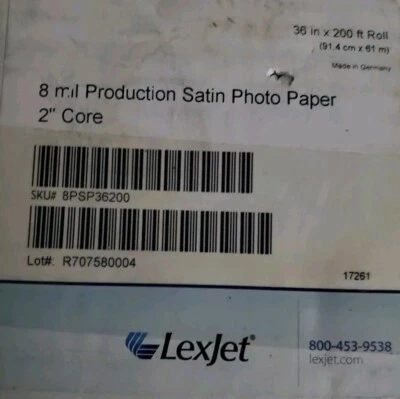 36 in x 200 ft Roll
(91.4 cm x 61 m)
Made in Germany
8 mil Production Satin Photo Paper
2" Core
SKU# 8PSP36200
Lot#: R707580004
17261
LexJet®
800-453-9538
lexjet.com